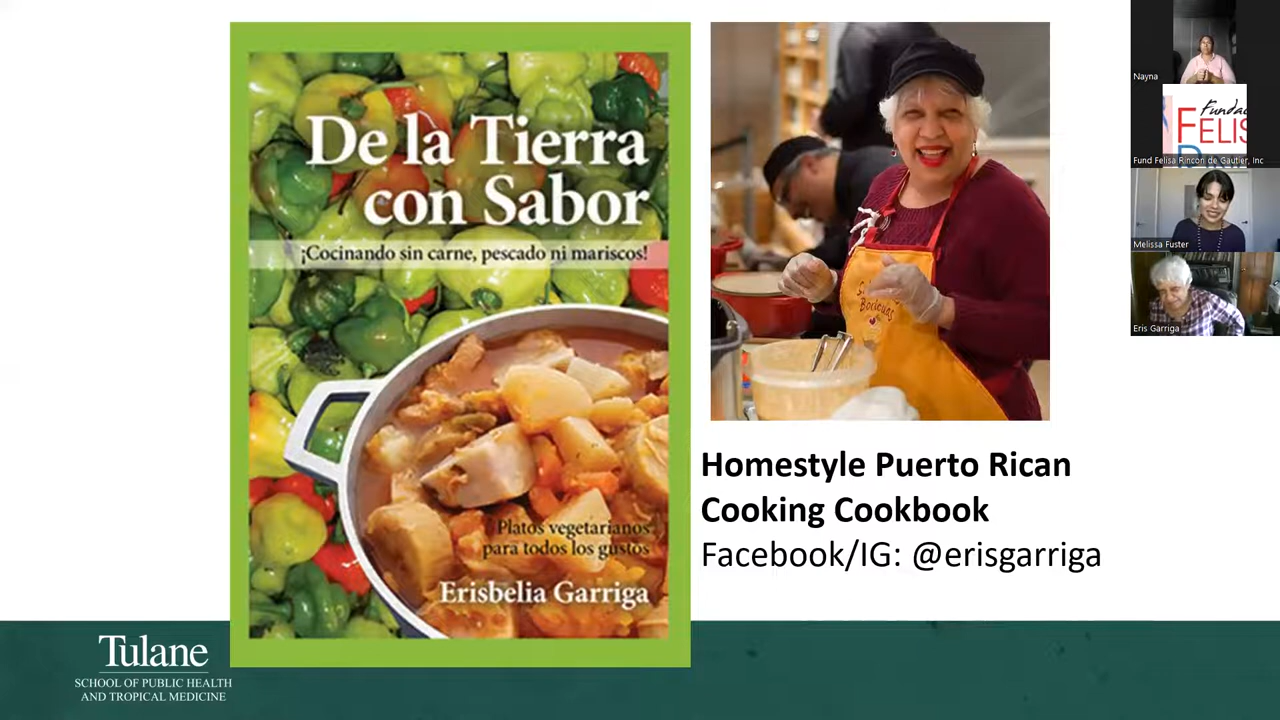 De la Tierra
con Sabor
¡Cocinando sin carne, pescado ni mariscos!
Platos vegetarianos
para todos los gustos
Erisbelia Garriga
Homestyle Puerto Rican
Cooking Cookbook
Facebook/IG: @erisgarriga
Tulane
SCHOOL OF PUBLIC HEALTH
AND TROPICAL MEDICINE
Nayna
Funda
FELIS
Fund Felisa Rincon de Gautier, Inc
Melissa Fuster
Eris Garriga